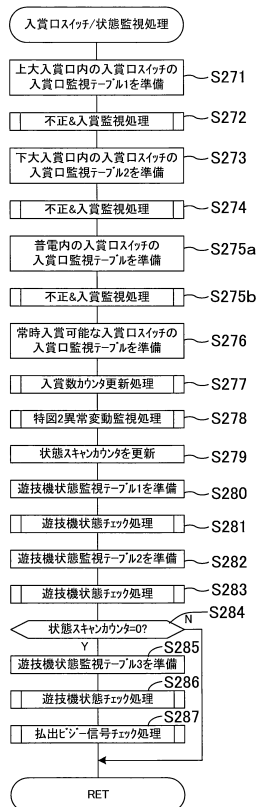 入賞口スイッチ/状態監視処理
上大入賞口内の入賞口スイッチの
入賞口監視テーブル1を準備
S271
不正&入賞監視処理
S272
下大入賞口内の入賞口スイッチの
入賞口監視テーブル2を準備
S273
不正&入賞監視処理
S274
普電内の入賞口スイッチの
入賞口監視テーブルを準備
S275a
不正&入賞監視処理
S275b
常時入賞可能な入賞口スイッチの
入賞口監視テーブルを準備
S276
入賞数カウンタ更新処理
S277
特図2異常変動監視処理
S278
状態スキャンカウンタを更新
S279
遊技機状態監視テーブル1を準備
S280
遊技機状態チェック処理
S281
遊技機状態監視テーブル2を準備
S282
遊技機状態チェック処理
S283
状態スキャンカウンタ=0?
S284
N
Y
遊技機状態監視テーブル3を準備
S285
遊技機状態チェック処理
S286
払出ビジー信号チェック処理
S287
RET